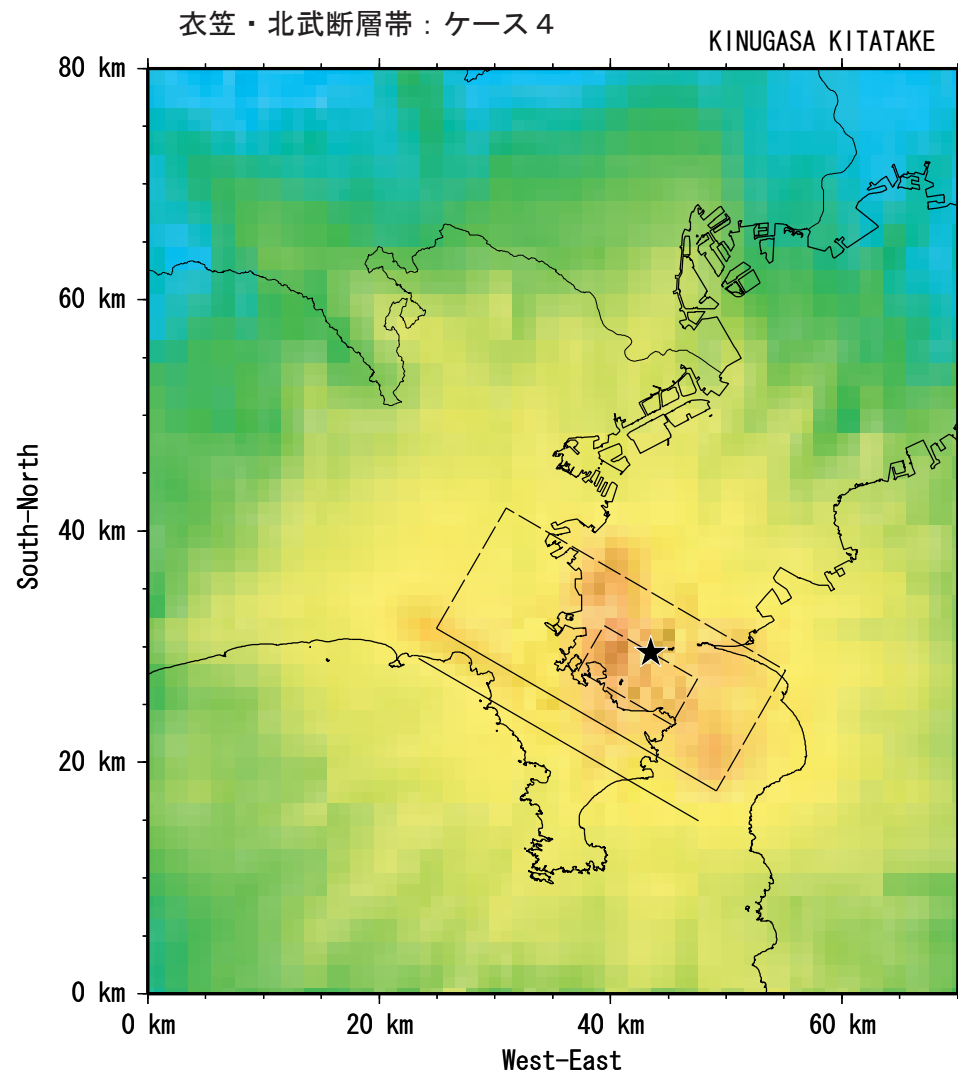 衣笠・北武断層帯：ケース４
KINUGASA KITATAKE
80 km
60 km
40 km
20 km
0 km
South-North
0 km 20 km 40 km 60 km
West-East